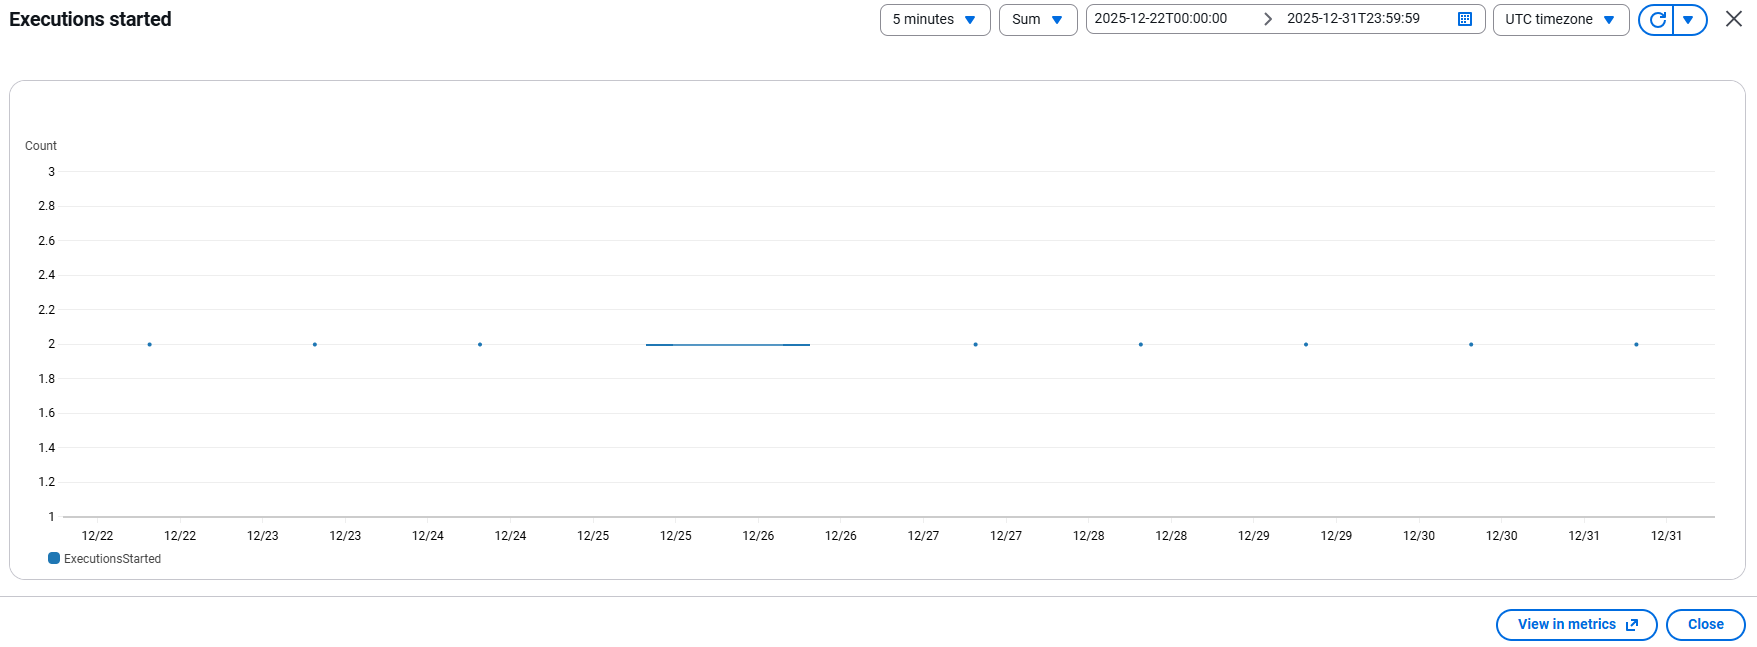 Executions started
5 minutes
Sum
2025-12-22T00:00:00
2025-12-31T23:59:59
UTC timezone
Count
3
2.8
2.6
2.4
2.2
2
1.8
1.6
1.4
1.2
1
12/22 12/22 12/23 12/23 12/24 12/24 12/25 12/25 12/26 12/26 12/27 12/27 12/28 12/28 12/29 12/29 12/30 12/30 12/31 12/31
ExecutionsStarted
View in metrics
Close